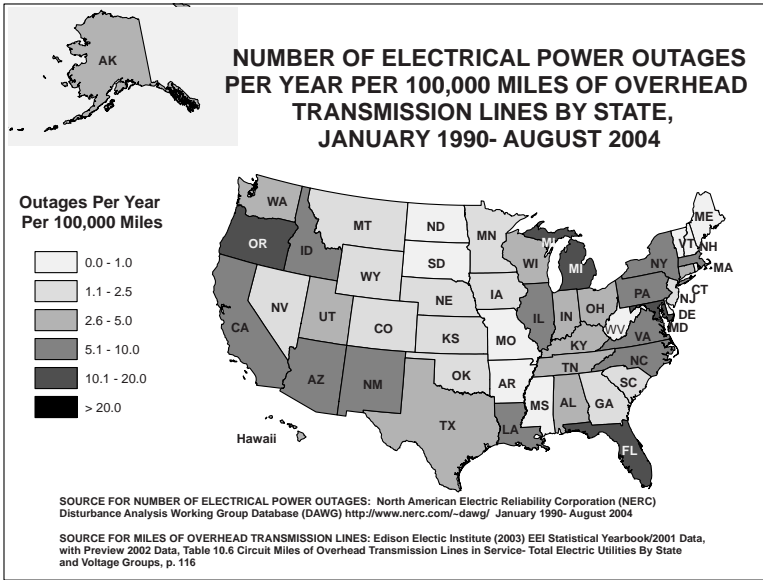 AK
NUMBER OF ELECTRICAL POWER OUTAGES
PER YEAR PER 100,000 MILES OF OVERHEAD
TRANSMISSION LINES BY STATE,
JANUARY 1990- AUGUST 2004
Outages Per Year
Per 100,000 Miles
0.0 - 1.0
1.1 - 2.5
2.6 - 5.0
5.1 - 10.0
10.1 - 20.0
> 20.0
WA
MT
ND
MN
ME
OR
ID
SD
WI
MI
MI
VT
NH
NY
MA
WY
IA
PA
CT
NJ
NV
UT
NE
IL
IN
OH
DE
MD
CA
CO
KS
MO
KY
WV
VA
AZ
NM
OK
AR
TN
NC
SC
TX
LA
MS
AL
GA
FL
Hawaii
SOURCE FOR NUMBER OF ELECTRICAL POWER OUTAGES: North American Electric Reliability Corporation (NERC)
Disturbance Analysis Working Group Database (DAWG) http://www.nerc.com/~dawg/ January 1990- August 2004
SOURCE FOR MILES OF OVERHEAD TRANSMISSION LINES: Edison Electic Institute (2003) EEI Statistical Yearbook/2001 Data,
with Preview 2002 Data, Table 10.6 Circuit Miles of Overhead Transmission Lines in Service- Total Electric Utilities By State
and Voltage Groups, p. 116